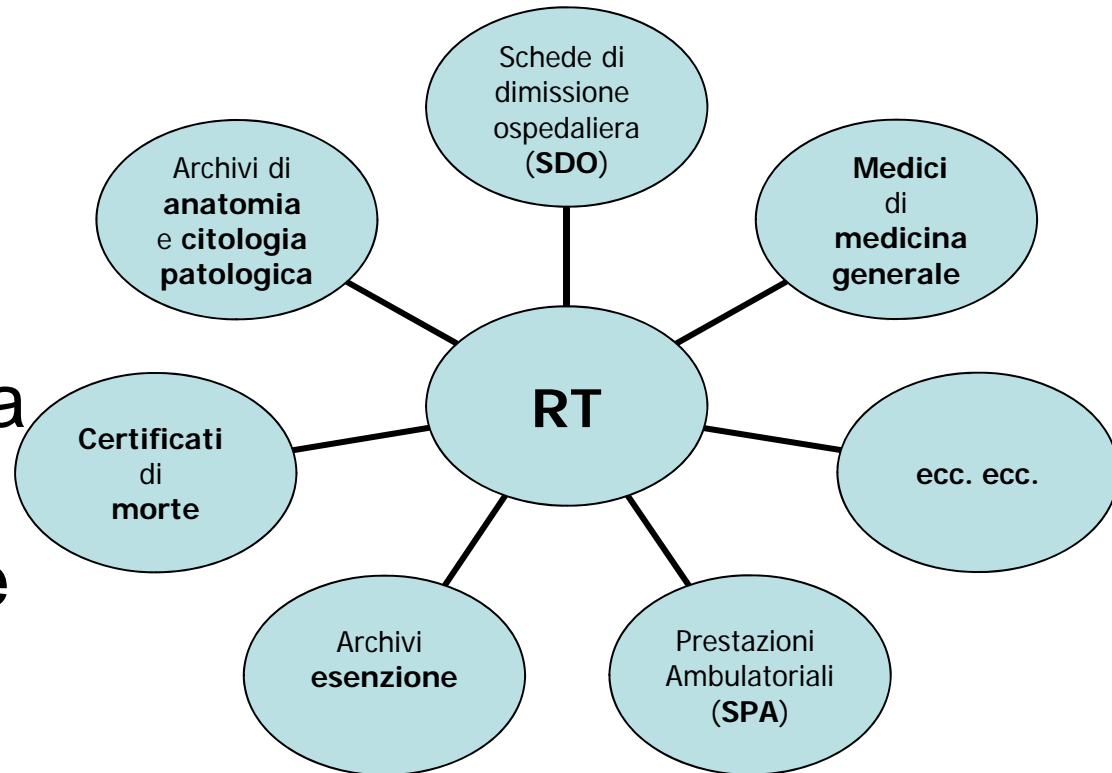 Schede di
dimissione
ospedaliera
(SDO)
Archivi di
anatomia
e citologia
patologica
Medici
di
medicina
generale
RT
a
Certificati
di
morte
ecc. ecc.
e
Archivi
esenzione
Prestazioni
Ambulatoriali
(SPA)